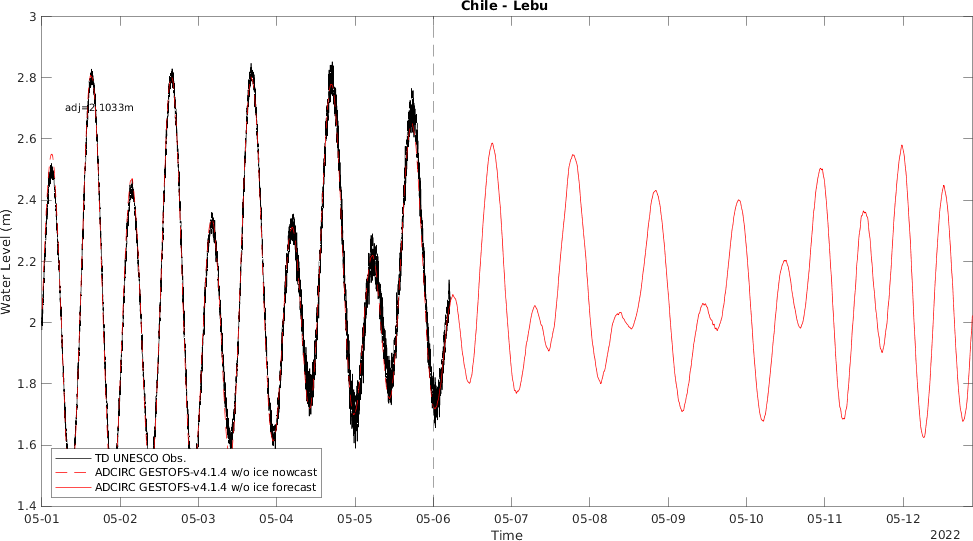 Chile - Lebu
3
2.8
2.6
2.4
2.2
2
1.8
1.6
1.4
Water Level (m)
adj=2.1033m
TD UNESCO Obs.
ADCIRC GESTOFS-v4.1.4 w/o ice nowcast
ADCIRC GESTOFS-v4.1.4 w/o ice forecast
05-01 05-02 05-03 05-04 05-05 05-06 05-07 05-08 05-09 05-10 05-11 05-12
Time
2022